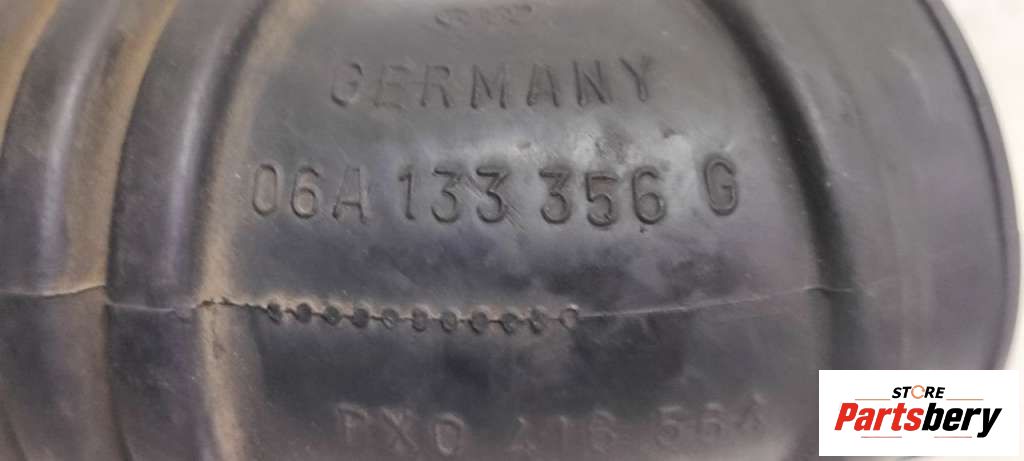 GERMANY
06A 133 356 G
STORE
Partsbery